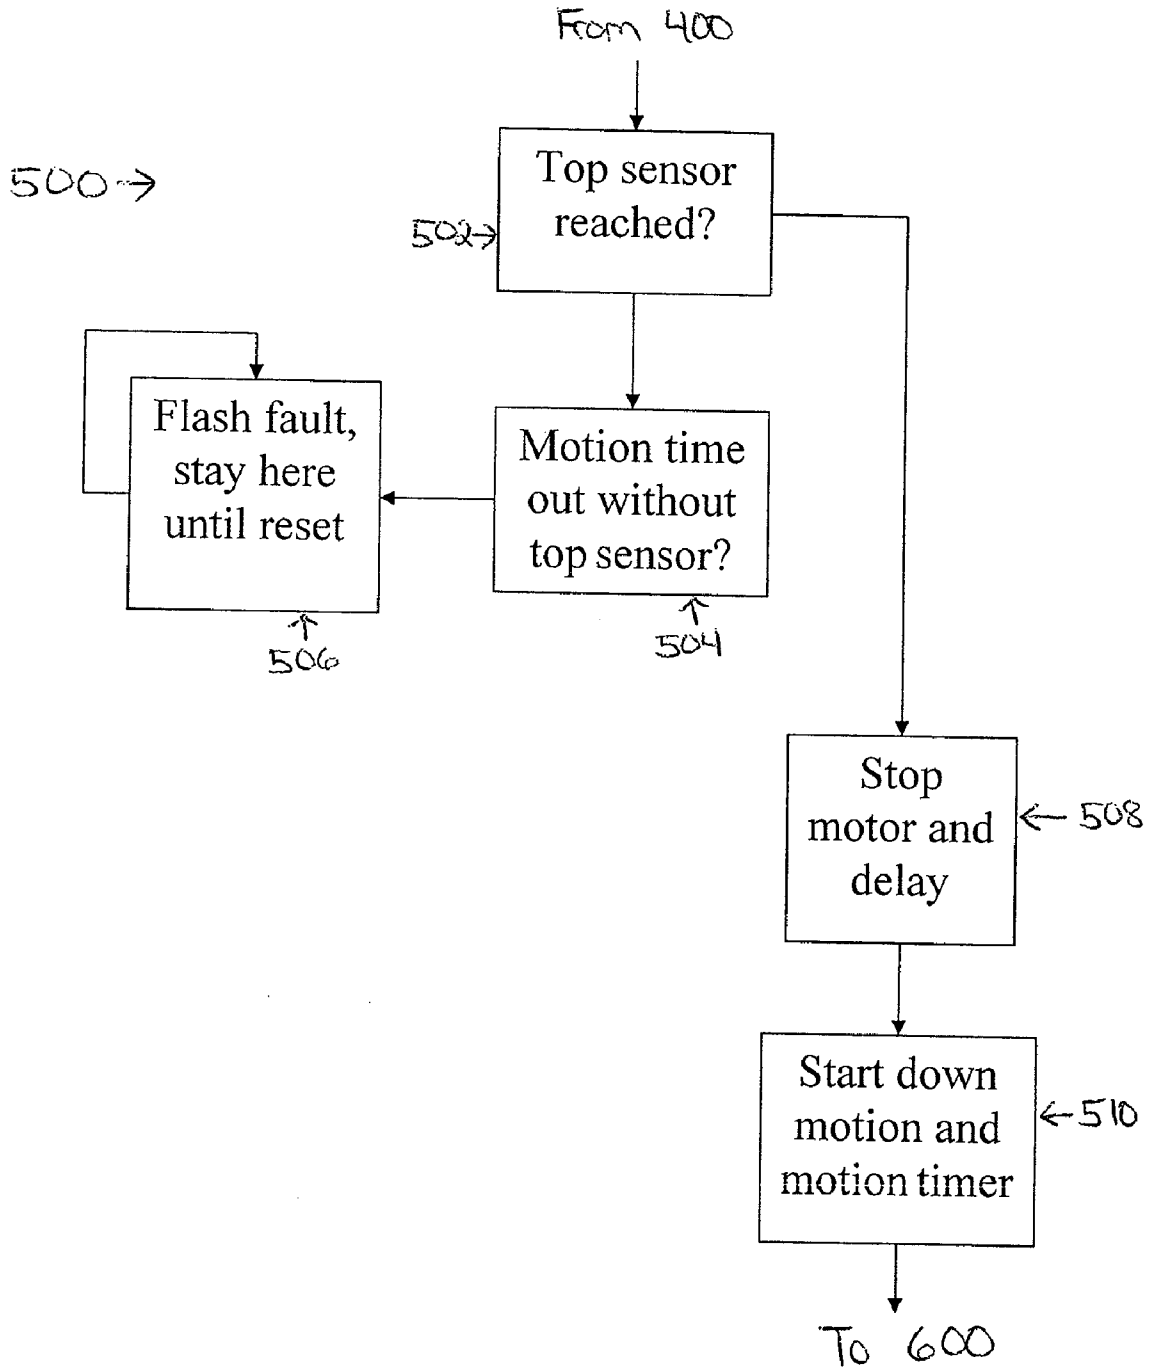 From 400
500
Top sensor
reached?
502
Flash fault,
stay here
until reset
Motion time
out without
top sensor?
506
504
Stop
motor and
delay
508
Start down
motion and
motion timer
510
To 600